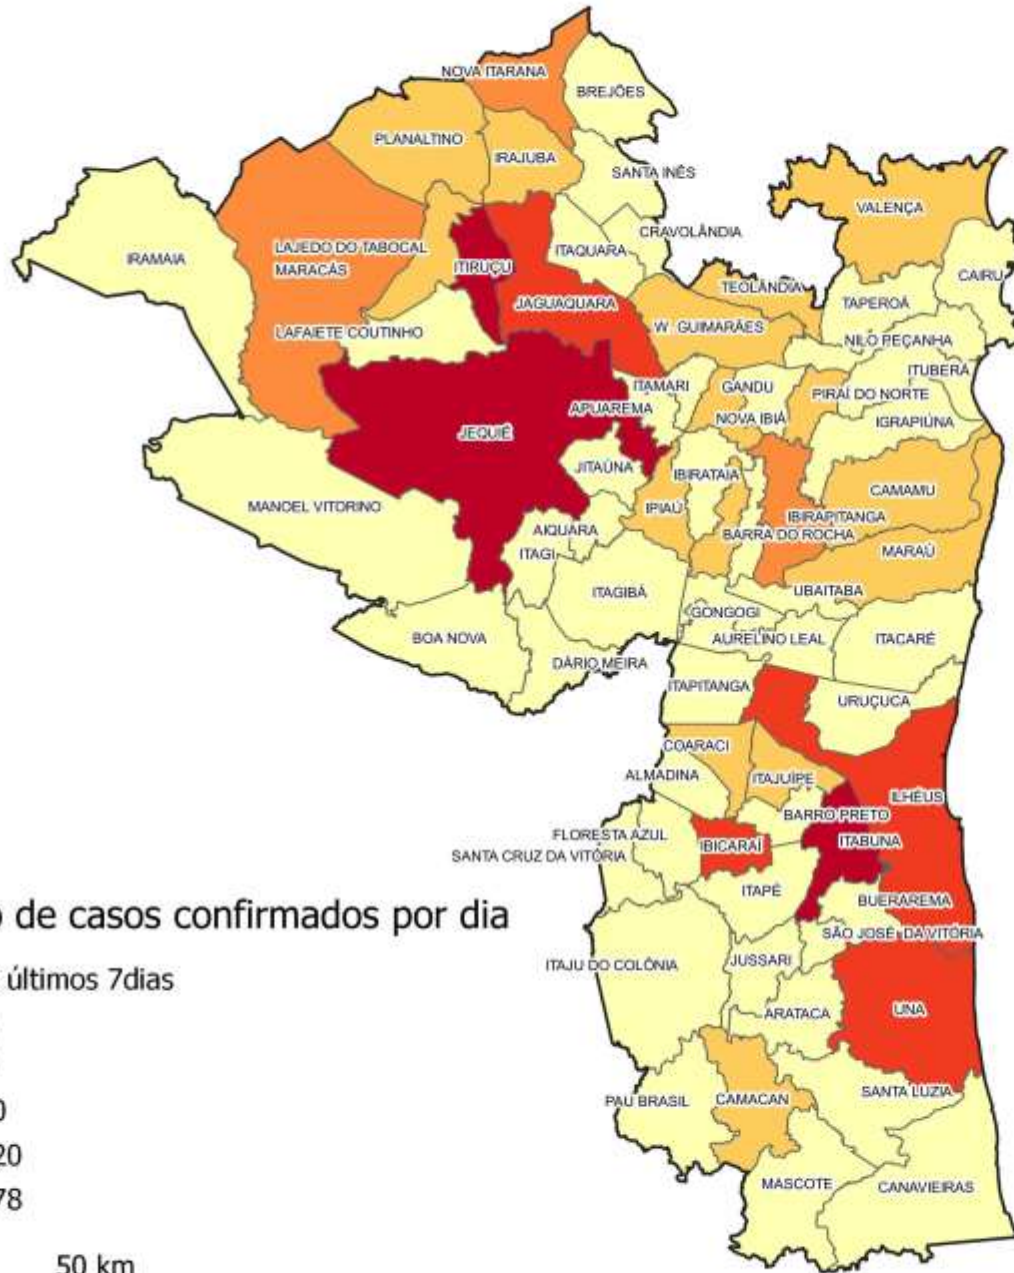 NOVA ITARANA
BREJÕES
PLANALTINO
IRAJUBA
SANTA INÊS
VALENÇA
CRAVOLÂNDIA
IRAMAIA
LAJEDO DO TABOCAL
ITAQUARA
MARACÁS
ITIRUÇU
CAIRU
TEOLÂNDIA
JAGUAQUARA
TAPEROÁ
LAFAIETE COUTINHO
W. GUIMARÃES
NILO PEÇANHA
ITUBERÁ
ITAMARI
GANDU
PIRAÍ DO NORTE
APUAREMA
NOVA IBIÁ
IGRAPIÚNA
JEQUIÉ
JITAÚNA
IBIRATAIA
CAMAMU
MANOEL VITORINO
IPIAÚ
IBIRAPITANGA
AIQUARA
BARRA DO ROCHA
ITAGI
MARAÚ
ITAGIBÁ
UBAITABA
GONGOGI
BOA NOVA
AURELINO LEAL
ITACARÉ
DÁRIO MEIRA
ITAPITANGA
URUÇUCA
COARACI
ALMADINA
ITAJUÍPE
ILHÉUS
BARRO PRETO
FLORESTA AZUL
IBICARAÍ
ITABUNA
SANTA CRUZ DA VITÓRIA
ITAPÉ
BUERAREMA
o de casos confirmados por dia
SÃO JOSÉ DA VITÓRIA
ITAJU DO COLÔNIA
JUSSARI
últimos 7dias
ARATACA
UNA
SANTA LUZIA
PAU BRASIL
CAMACAN
0
20
78
MASCOTE
CANAVIEIRAS
50 km